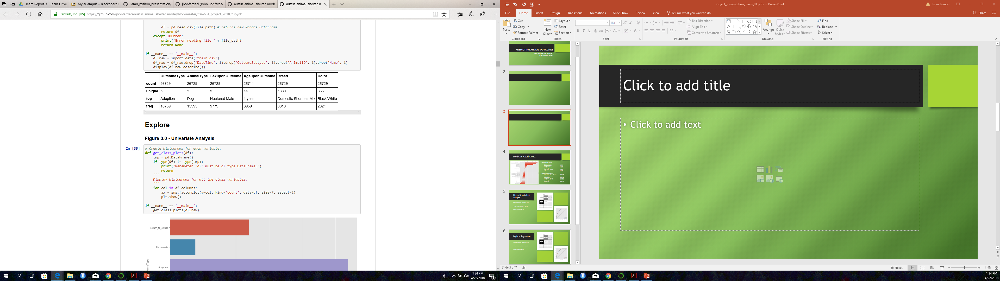 Team Report 3 - Team Drive
My eCampus – Blackboard
Tamu_python_presentation/
jbonfardeci (John Bonfardec
austin-animal-shelter-mode
austin-animal-shelter-m
GitHub, Inc. [US] https://github.com/jbonfardeci/austin-animal-shelter-model/blob/master/itsm601_project_2018_2.ipynb
df = pd.read_csv(file_path) # returns new Pandas DataFrame
return df
except IOError:
print('Error reading file ' + file_path)
return None
if __name__ == '__main__':
df_raw = import_data('train.csv')
df_raw = df_raw.drop('DateTime', 1).drop('OutcomeSubtype', 1).drop('AnimalID', 1).drop('Name', 1)
display(df_raw.describe())
OutcomeType AnimalType SexuponOutcome AgeuponOutcome Breed Color
count 26729 26729 26728 26711 26729 26729
unique 5 2 5 44 1380 366
top Adoption Dog Neutered Male 1 year Domestic Shorthair Mix Black/White
freq 10769 15595 9779 3969 8810 2824
Explore
Figure 3.0 - Univariate Analysis
In [35]: # Create histograms for each variable.
def get_class_plots(df):
tmp = pd.DataFrame()
if type(df) != type(tmp):
print("Parameter 'df' must be of type DataFrame.")
return
"""
Display histograms for all the class variables.
"""
for col in df.columns:
ax = sns.factorplot(y=col, kind='count', data=df, size=7, aspect=2)
plt.show()
if __name__ == '__main__':
get_class_plots(df_raw)
Return_to_owner
Euthanasia
Adoption
1:34 PM
4/22/2018
Project_Presentation_Team_01.pptx - PowerPoint
Travis Lemon
File Home Insert Design Transitions Animations Slide Show Review View Tell me what you want to do
Share
Paste
Cut
Copy
Format Painter
Clipboard
New Slide
Layout
Reset
Section
Slides
18+
Font
Text Direction
Align Text
Convert to SmartArt
Paragraph
Arrange
Quick Styles
Shape Fill
Shape Outline
Shape Effects
Drawing
Find
Replace
Select
Editing
PREDICTING ANIMAL OUTCOMES
2
3
4
Predictor Coefficients
5
Linear Discriminate
Analysis
6
Logistic Regression
Click to add title
• Click to add text
Slide 3 of 7
Notes
114%
1:34 PM
4/22/2018